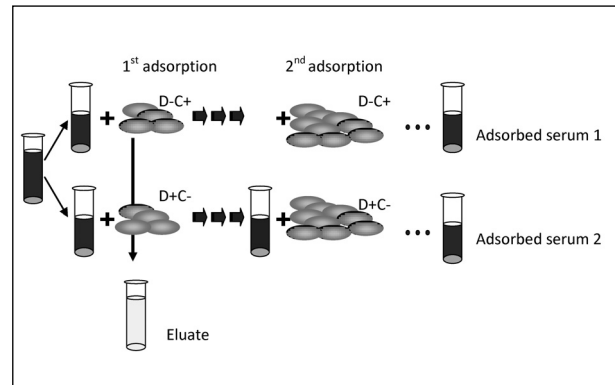 1st adsorption
2nd adsorption
D-C+
D-C+
Adsorbed serum 1
D+C-
D+C-
Adsorbed serum 2
Eluate